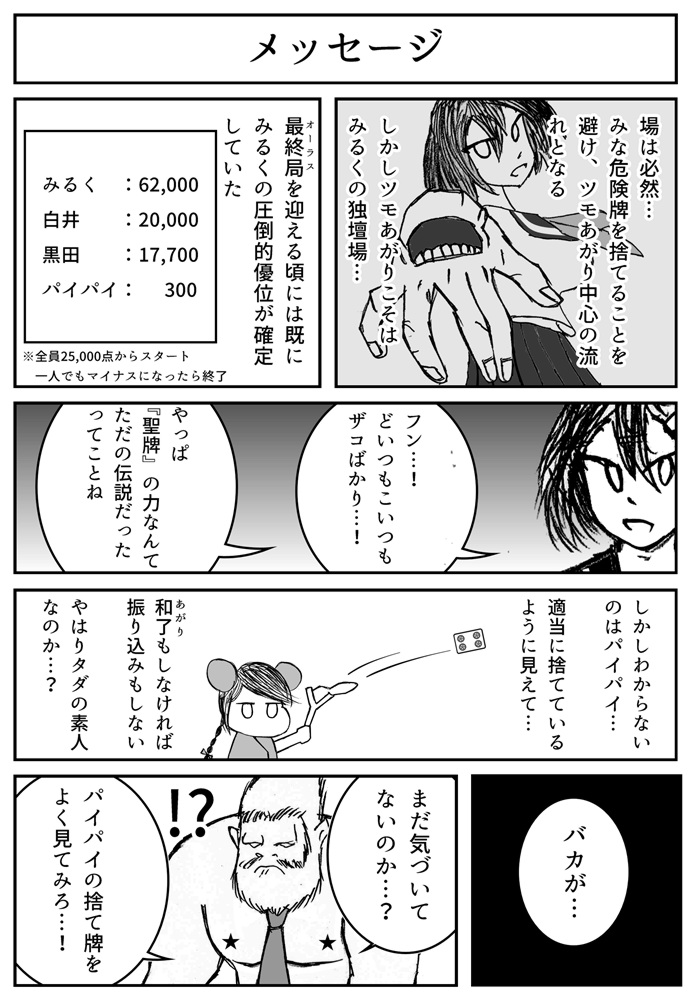 メッセージ
場は必然…
みな危険牌を捨てることを
避け、ツモあがり中心の流
れとなる
しかしツモあがりこそは
みるくの独壇場…
最終局を迎える頃には既に
オーラス
みるくの圧倒的優位が確定
していた
みるく ：62,000
白井 ：20,000
黒田 ：17,700
パイパイ： 300
※全員25,000点からスタート
一人でもマイナスになったら終了
フン…！
どいつもこいつも
ザコばかり…！
やっぱ
『聖牌』の力なんて
ただの伝説だった
ってことね
しかしわからない
のはパイパイ…
適当に捨てている
ように見えて…
和了もしなければ
あがり
振り込みもしない
やはりタダの素人
なのか…？
バカが…
まだ気づいて
ないのか…？
!?
パイパイの捨て牌を
よく見てみろ…！